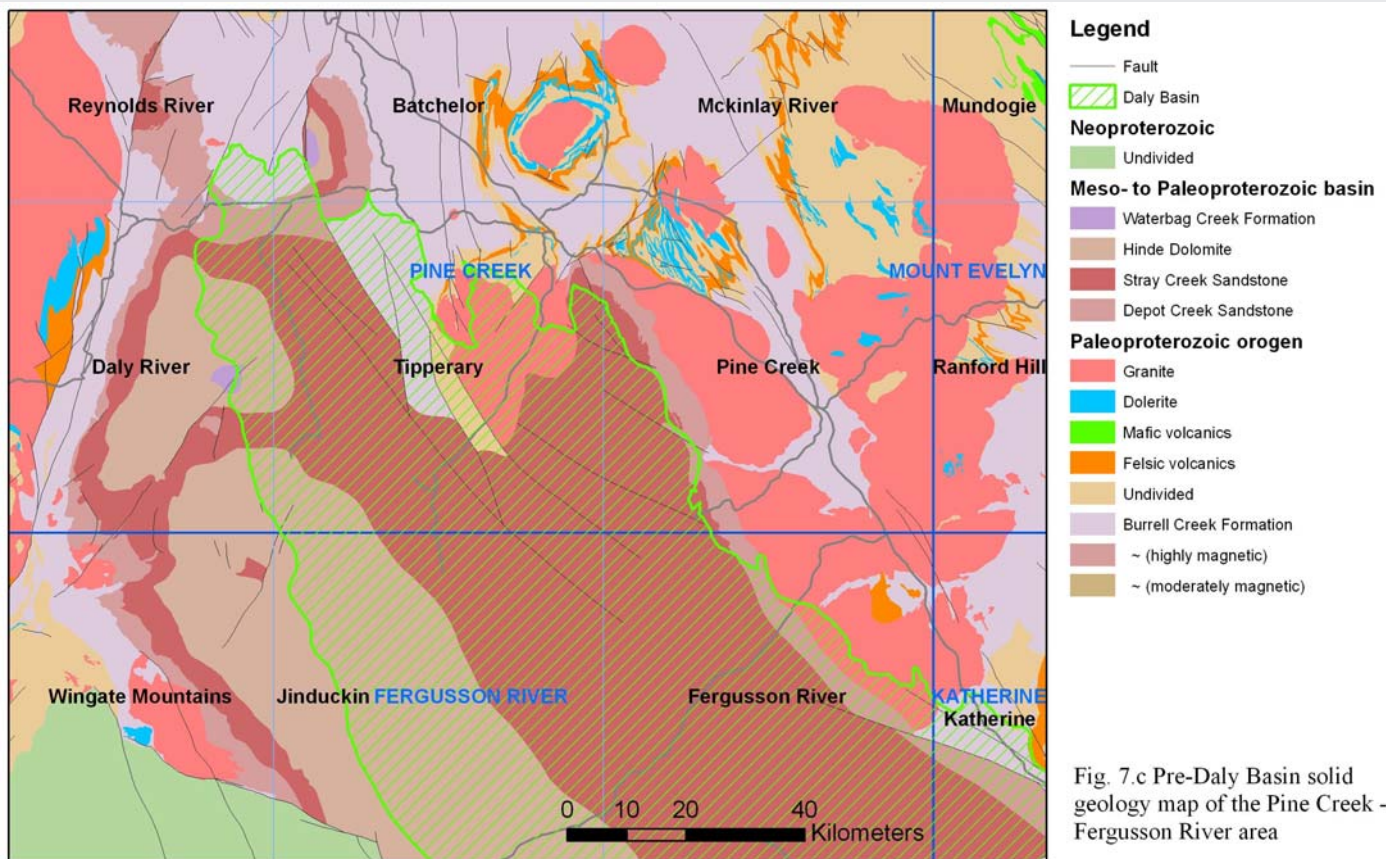 Reynolds River
Batchelor
Mckinlay River
Mundogie
PINE CREEK
MOUNT EVELYN
Daly River
Tipperary
Pine Creek
Ranford Hill
Wingate Mountains
Jinduckin
FERGUSSON RIVER
Fergusson River
KATHERINE
Katherine
0 10 20 40
Kilometers
Legend
Fault
Daly Basin
Neoproterozoic
Undivided
Meso- to Paleoproterozoic basin
Waterbag Creek Formation
Hinde Dolomite
Stray Creek Sandstone
Depot Creek Sandstone
Paleoproterozoic orogen
Granite
Dolerite
Mafic volcanics
Felsic volcanics
Undivided
Burrell Creek Formation
~ (highly magnetic)
~ (moderately magnetic)
Fig. 7.c Pre-Daly Basin solid
geology map of the Pine Creek -
Fergusson River area